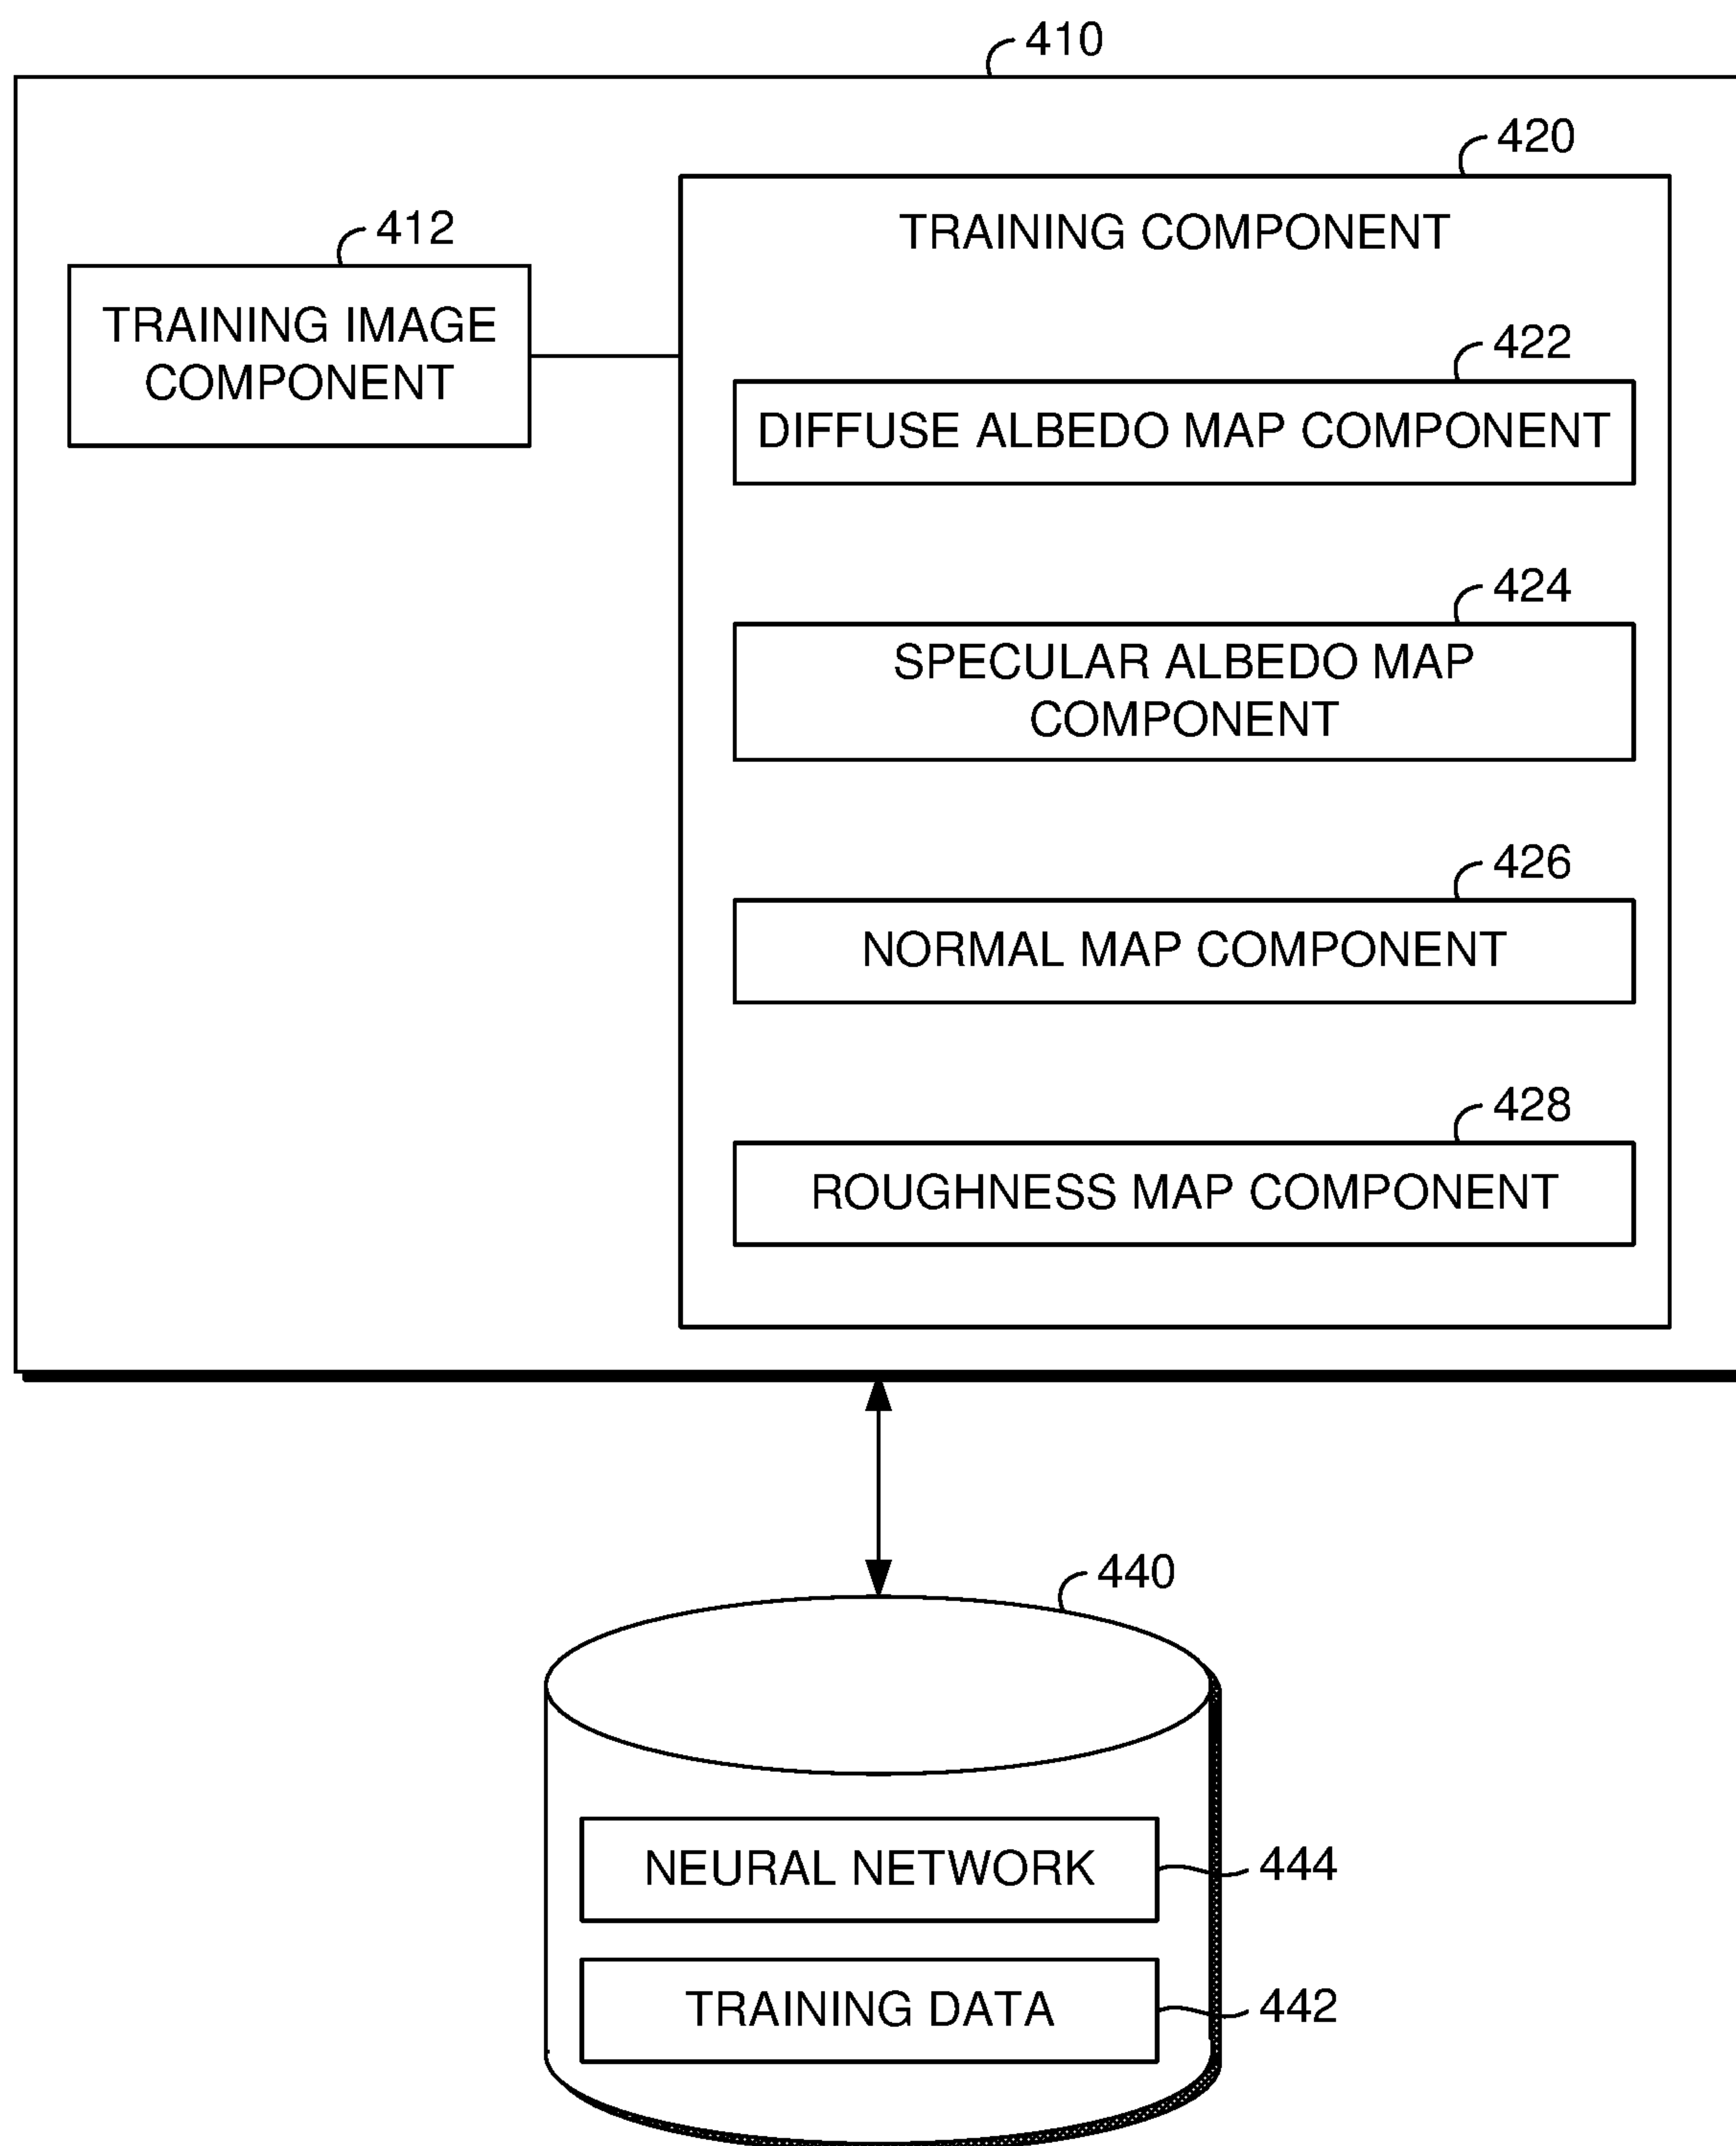 410
420
TRAINING COMPONENT
412
TRAINING IMAGE
COMPONENT
422
DIFFUSE ALBEDO MAP COMPONENT
424
SPECULAR ALBEDO MAP
COMPONENT
426
NORMAL MAP COMPONENT
428
ROUGHNESS MAP COMPONENT
440
NEURAL NETWORK
444
TRAINING DATA
442